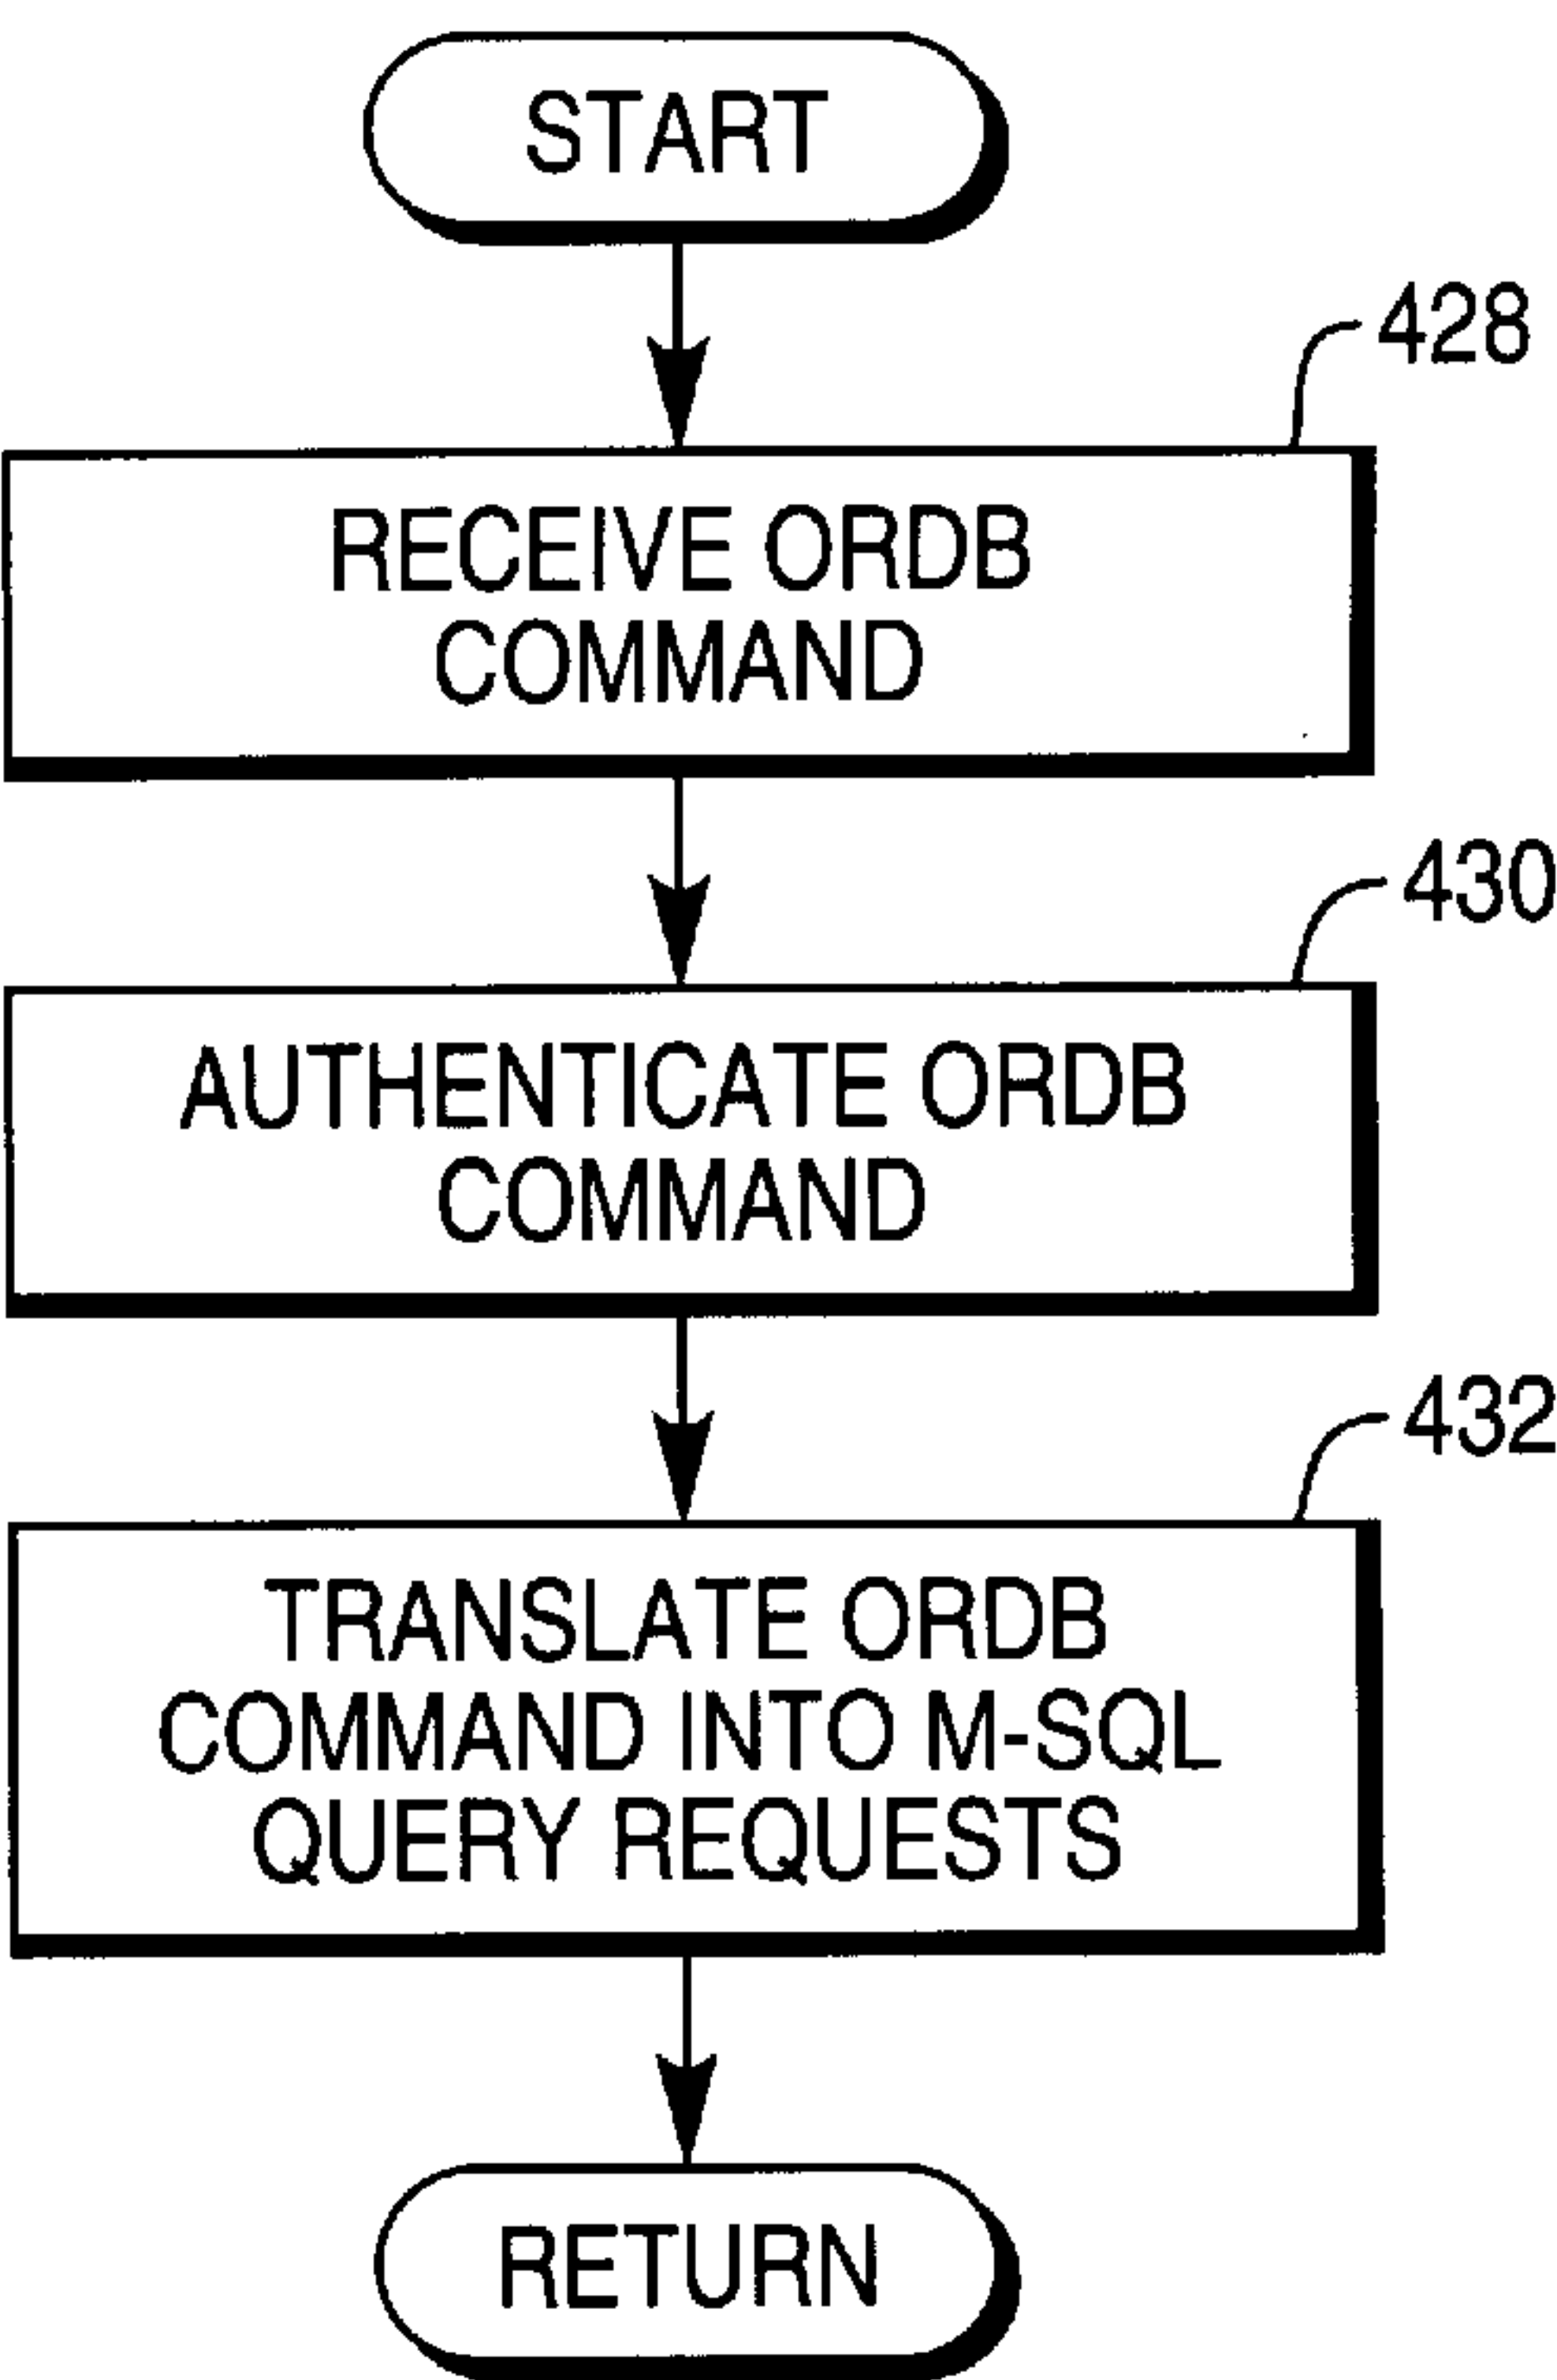 START
428
RECEIVE ORDB
COMMAND
430
AUTHENTICATE ORDB
COMMAND
432
TRANSLATE ORDB
COMMAND INTO M-SQL
QUERY REQUESTS
RETURN